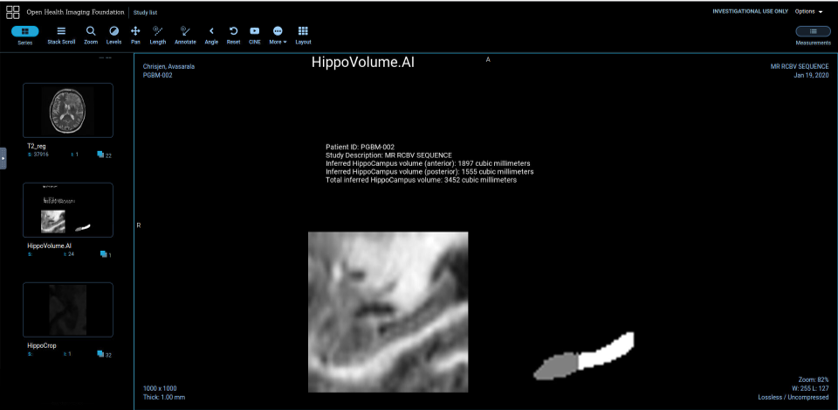 Open Health Imaging Foundation
Study list
INVESTIGATIONAL USE ONLY
Options
Series
Stack Scroll
Zoom
Levels
Pan
Length
Annotate
Angle
Reset
CINE
More
Layout
Measurements
T2_reg
S: 37916
1
22
HippoVolume.AI
S:
24
1
HippoCrop
S:
1
32
Chrisjen, Avasarala
PGBM-002
HippoVolume.AI
A
MR RCBV SEQUENCE
Jan 19, 2020
Patient ID: PGBM-002
Study Description: MR RCBV SEQUENCE
Inferred HippoCampus volume (anterior): 1897 cubic millimeters
Inferred HippoCampus volume (posterior): 1555 cubic millimeters
Total inferred HippoCampus volume: 3452 cubic millimeters
R
1000 x 1000
Thick: 1.00 mm
Zoom: 82%
W: 255 L: 127
Lossless / Uncompressed